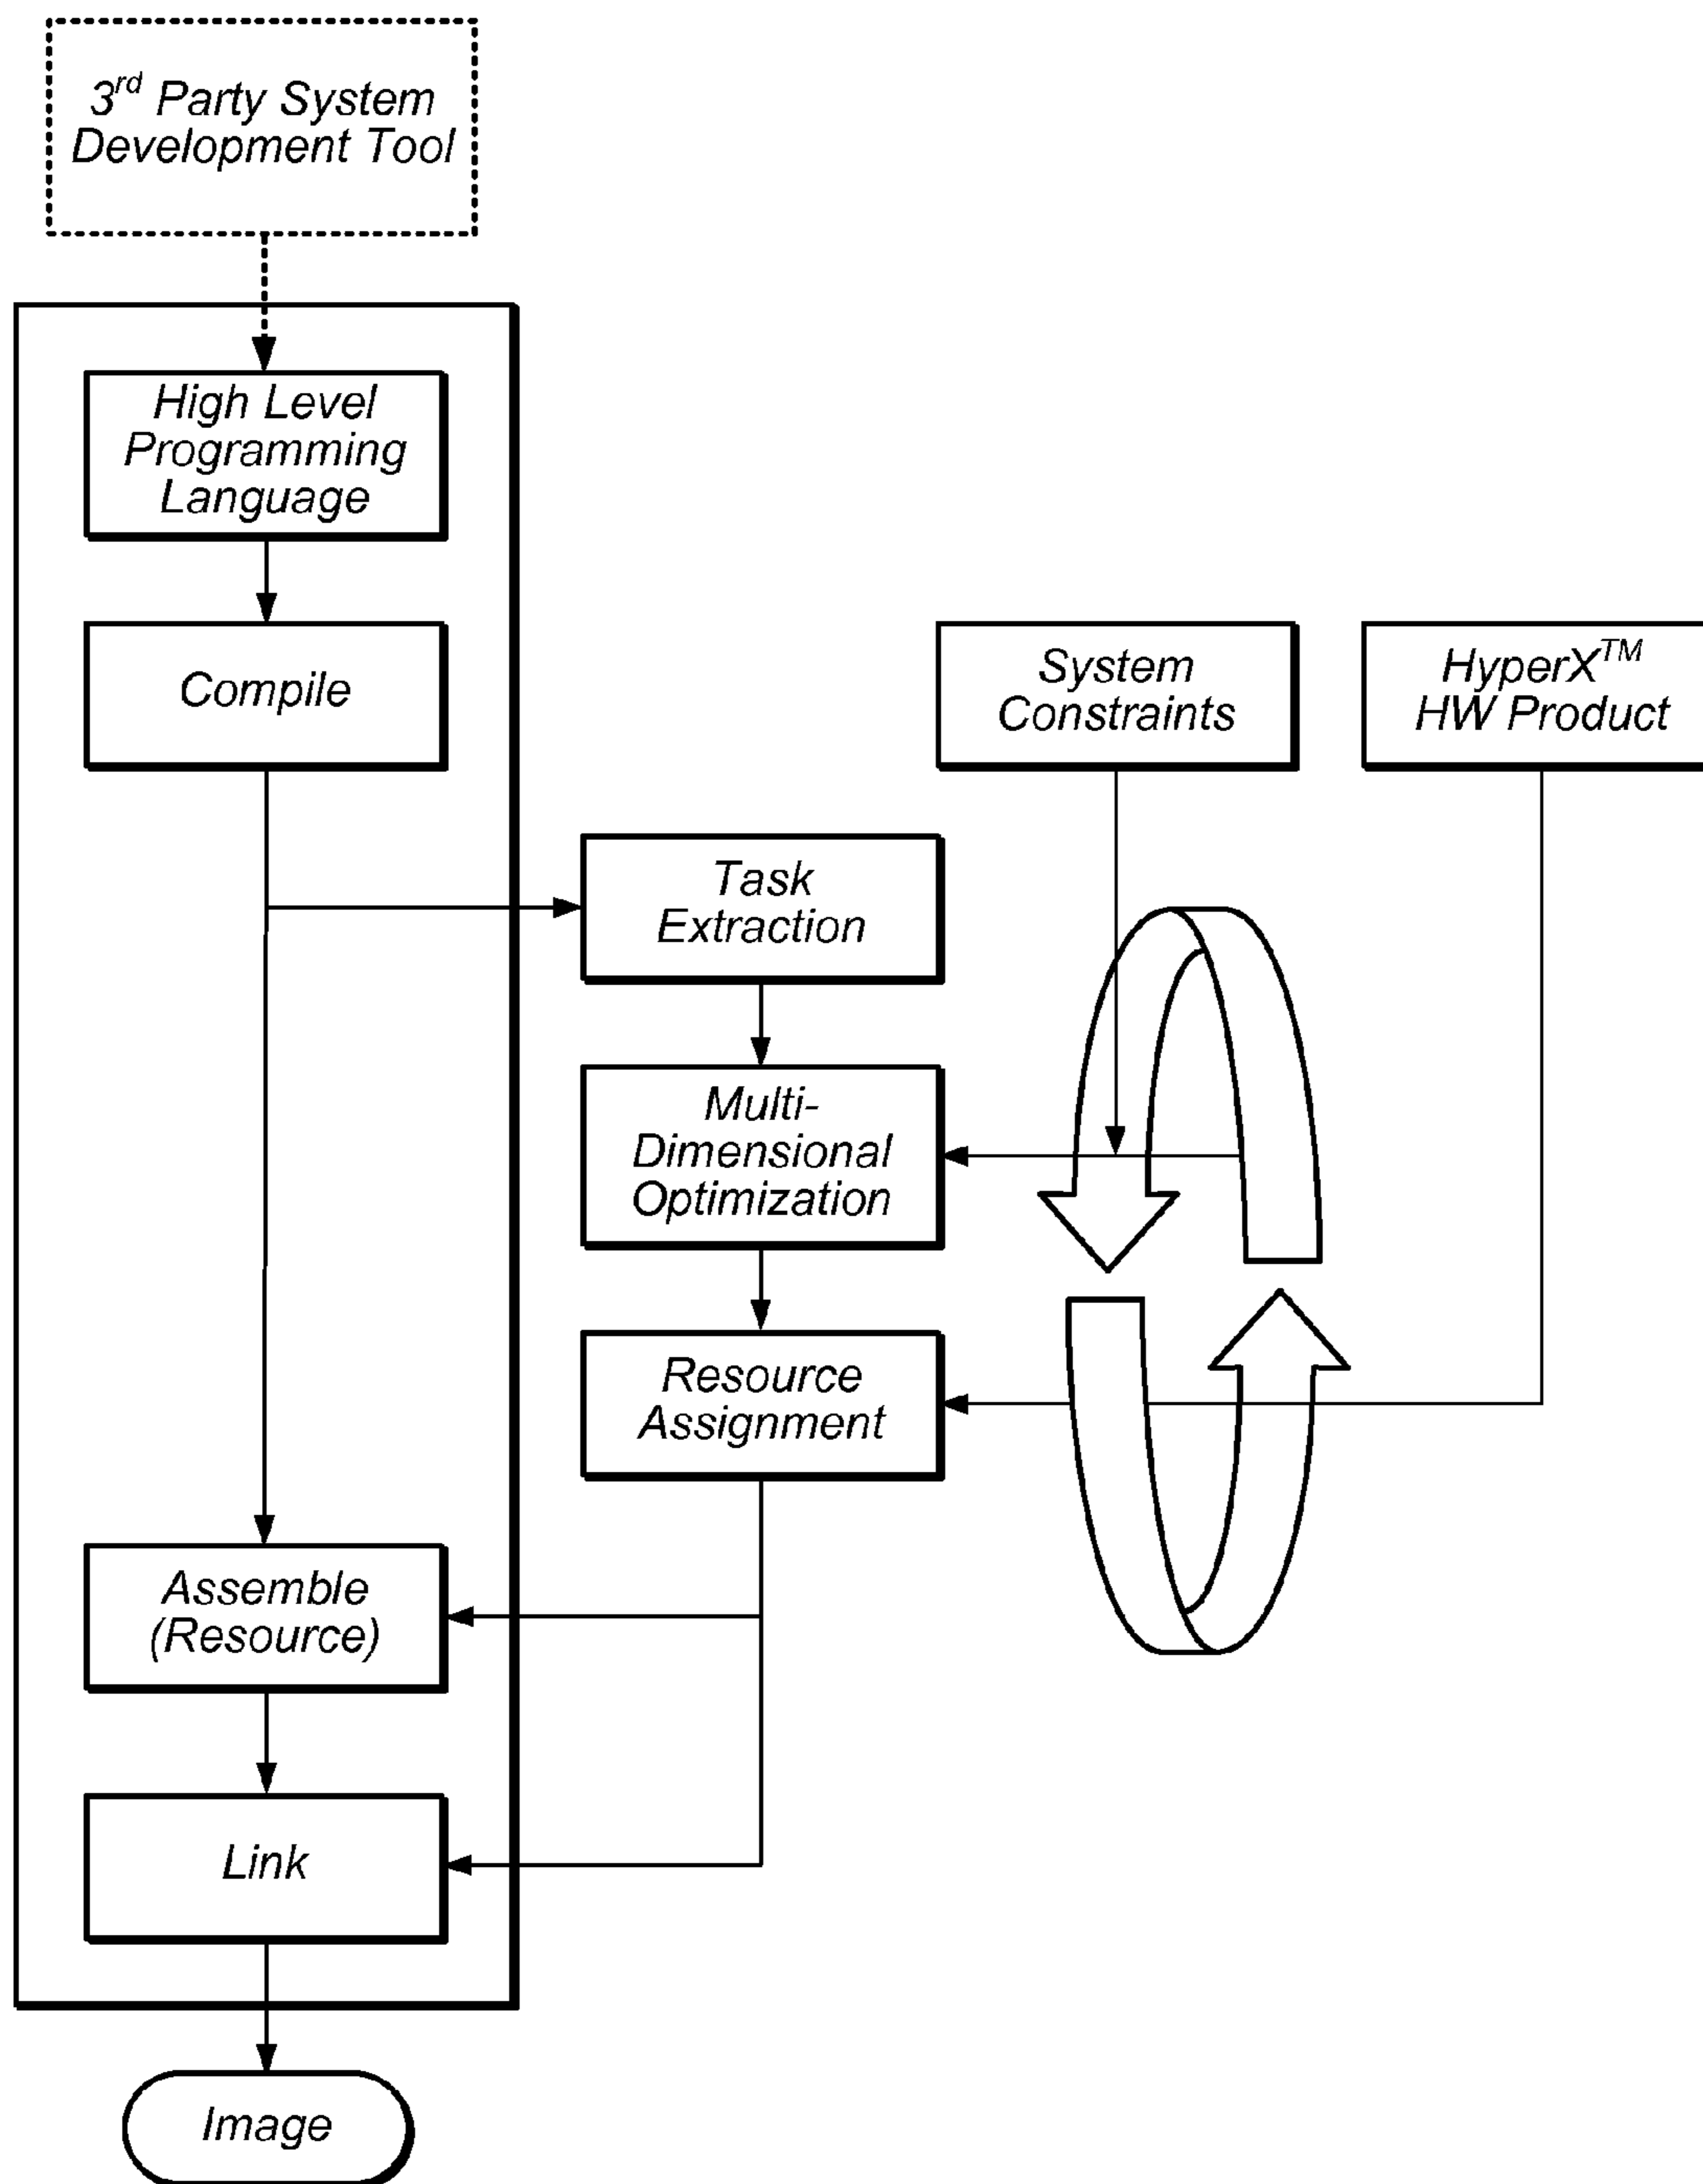 3rd Party System
Development Tool
High Level
Programming
Language
Compile
System
Constraints
HyperX™
HW Product
Task
Extraction
Multi-
Dimensional
Optimization
Resource
Assignment
Assemble
(Resource)
Link
Image